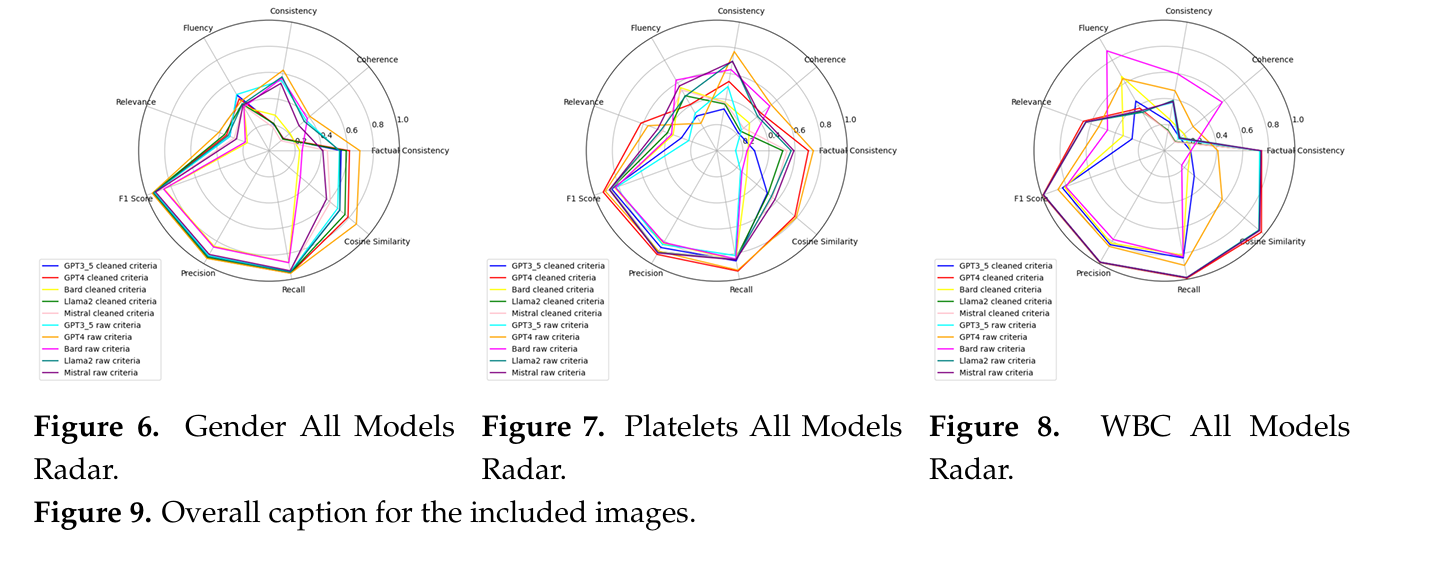 Consistency
Fluency
Coherence
Relevance
0.2
0.4
0.6
0.8
1.0
Factual Consistency
F1 Score
Cosine Similarity
Precision
Recall
GPT3_5 cleaned criteria
GPT4 cleaned criteria
Bard cleaned criteria
Llama2 cleaned criteria
Mistral cleaned criteria
GPT3_5 raw criteria
GPT4 raw criteria
Bard raw criteria
Llama2 raw criteria
Mistral raw criteria
Figure 6. Gender All Models
Radar.
Consistency
Fluency
Coherence
Relevance
0.2
0.4
0.6
0.8
1.0
Factual Consistency
F1 Score
Cosine Similarity
Precision
Recall
GPT3_5 cleaned criteria
GPT4 cleaned criteria
Bard cleaned criteria
Llama2 cleaned criteria
Mistral cleaned criteria
GPT3_5 raw criteria
GPT4 raw criteria
Bard raw criteria
Llama2 raw criteria
Mistral raw criteria
Figure 7. Platelets All Models
Radar.
Consistency
Fluency
Coherence
Relevance
0.2
0.4
0.6
0.8
1.0
Factual Consistency
F1 Score
Cosine Similarity
Precision
Recall
GPT3_5 cleaned criteria
GPT4 cleaned criteria
Bard cleaned criteria
Llama2 cleaned criteria
Mistral cleaned criteria
GPT3_5 raw criteria
GPT4 raw criteria
Bard raw criteria
Llama2 raw criteria
Mistral raw criteria
Figure 8. WBC All Models
Radar.
Figure 9. Overall caption for the included images.